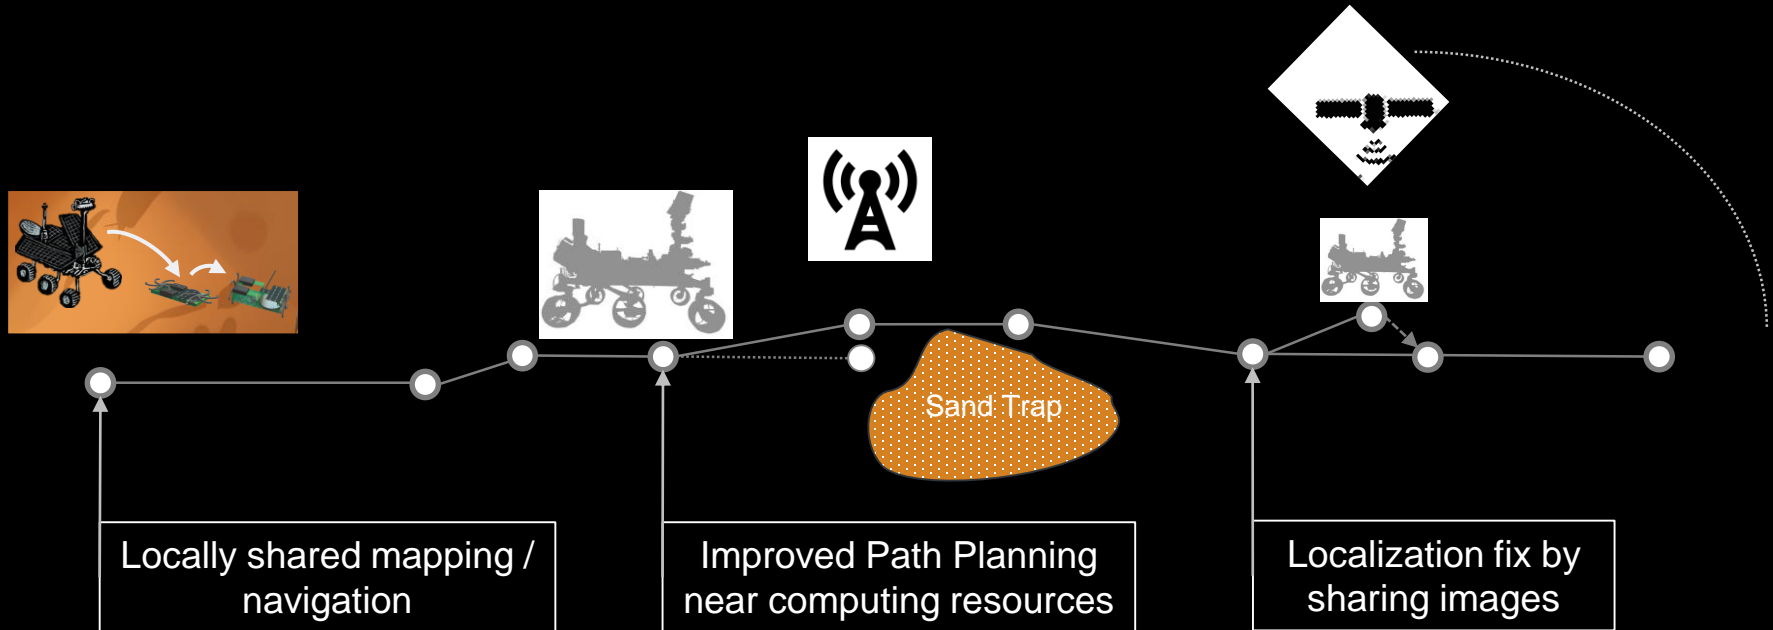 Sand Trap
Locally shared mapping /
navigation
Improved Path Planning
near computing resources
Localization fix by
sharing images